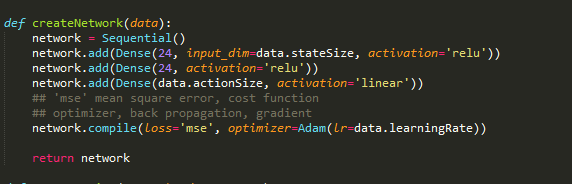 def createNetwork(data):
    network = Sequential()
    network.add(Dense(24, input_dim=data.stateSize, activation='relu'))
    network.add(Dense(24, activation='relu'))
    network.add(Dense(data.actionSize, activation='linear'))
    ## 'mse' mean square error, cost function
    ## optimizer, back propagation, gradient
    network.compile(loss='mse', optimizer=Adam(lr=data.learningRate))
    return network